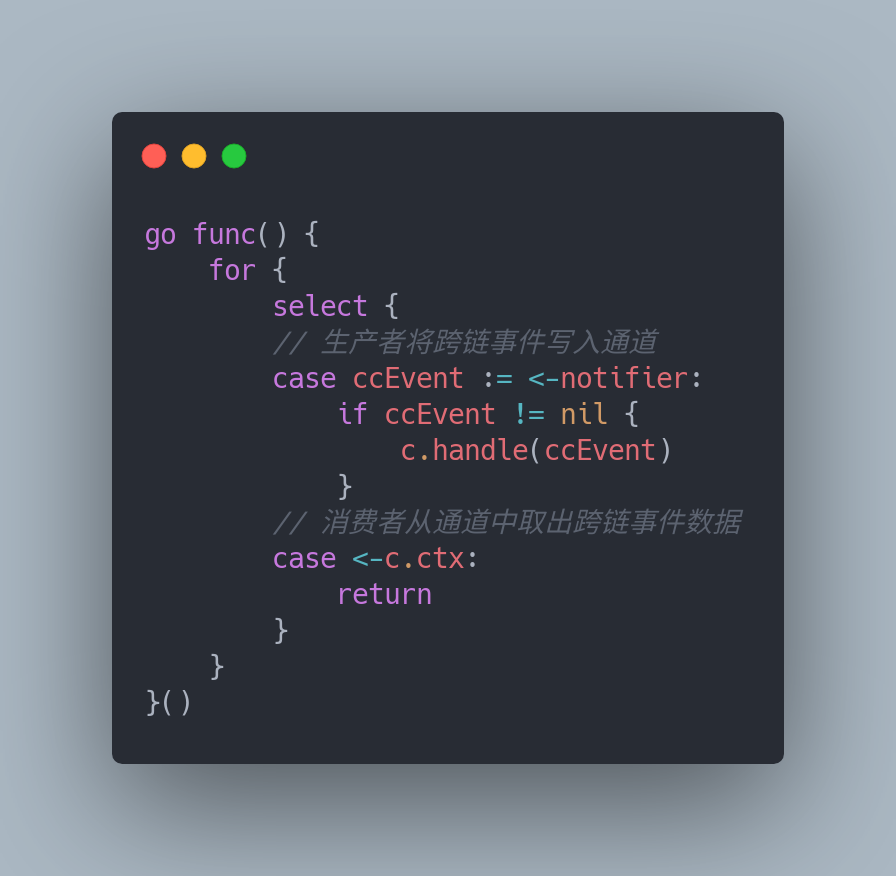 go func() {
    for {
        select {
        // 生产者将跨链事件写入通道
        case ccEvent := <-notifier:
            if ccEvent != nil {
                c.handle(ccEvent)
            }
        // 消费者从通道中取出跨链事件数据
        case <-c.ctx:
            return
        }
    }
}()